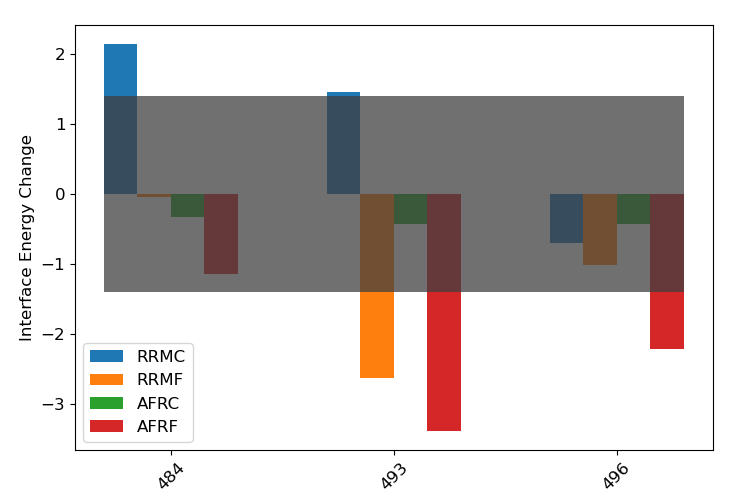 Interface Energy Change
2
1
0
−1
−2
−3
RRMC
RRMF
AFRC
AFRF
484
493
496